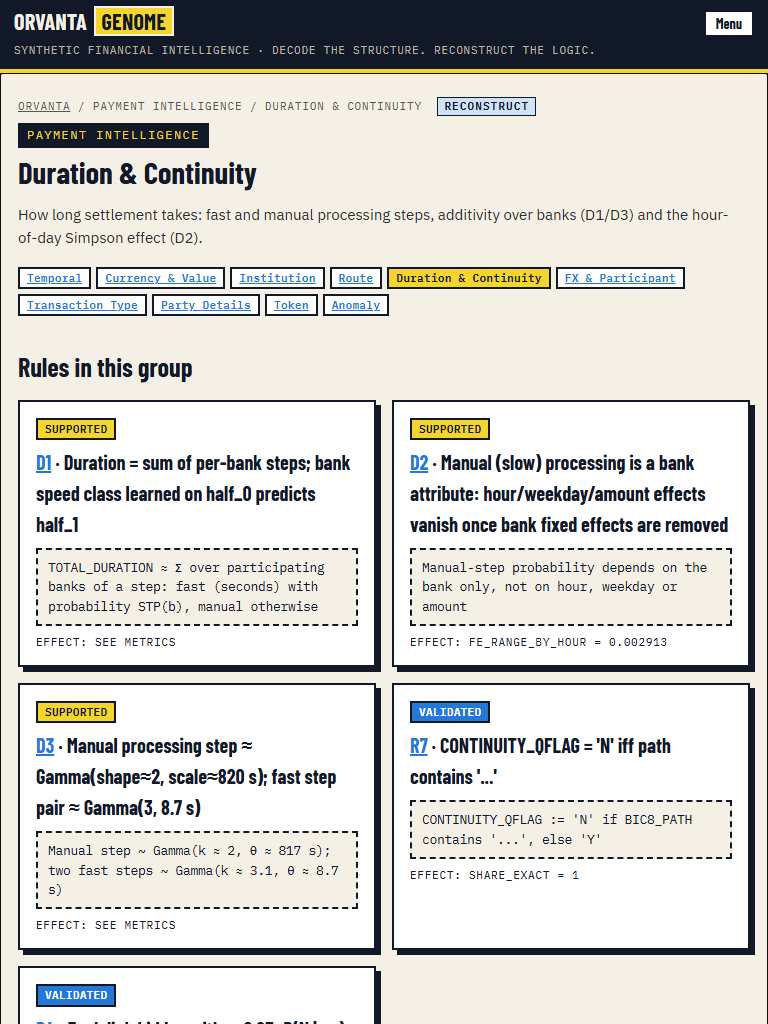 ORVANTA GENOME
Menu
SYNTHETIC FINANCIAL INTELLIGENCE · DECODE THE STRUCTURE. RECONSTRUCT THE LOGIC.
ORVANTA / PAYMENT INTELLIGENCE / DURATION & CONTINUITY RECONSTRUCT
PAYMENT INTELLIGENCE
Duration & Continuity
How long settlement takes: fast and manual processing steps, additivity over banks (D1/D3) and the hour-
of-day Simpson effect (D2).
Temporal Currency & Value Institution Route Duration & Continuity FX & Participant
Transaction Type Party Details Token Anomaly
Rules in this group
SUPPORTED
D1 · Duration = sum of per-bank steps; bank
speed class learned on half_0 predicts
half_1
TOTAL_DURATION ≈ Σ over participating
banks of a step: fast (seconds) with
probability STP(b), manual otherwise
EFFECT: SEE METRICS
SUPPORTED
D2 · Manual (slow) processing is a bank
attribute: hour/weekday/amount effects
vanish once bank fixed effects are removed
Manual-step probability depends on the
bank only, not on hour, weekday or
amount
EFFECT: FE_RANGE_BY_HOUR = 0.002913
SUPPORTED
D3 · Manual processing step ≈
Gamma(shape≈2, scale≈820 s); fast step
pair ≈ Gamma(3, 8.7 s)
Manual step ~ Gamma(k ≈ 2, θ ≈ 817 s);
two fast steps ~ Gamma(k ≈ 3.1, θ ≈ 8.7
s)
EFFECT: SEE METRICS
VALIDATED
R7 · CONTINUITY_QFLAG = 'N' iff path
contains '...'
CONTINUITY_QFLAG := 'N' if BIC8_PATH
contains '...', else 'Y'
EFFECT: SHARE_EXACT = 1
VALIDATED